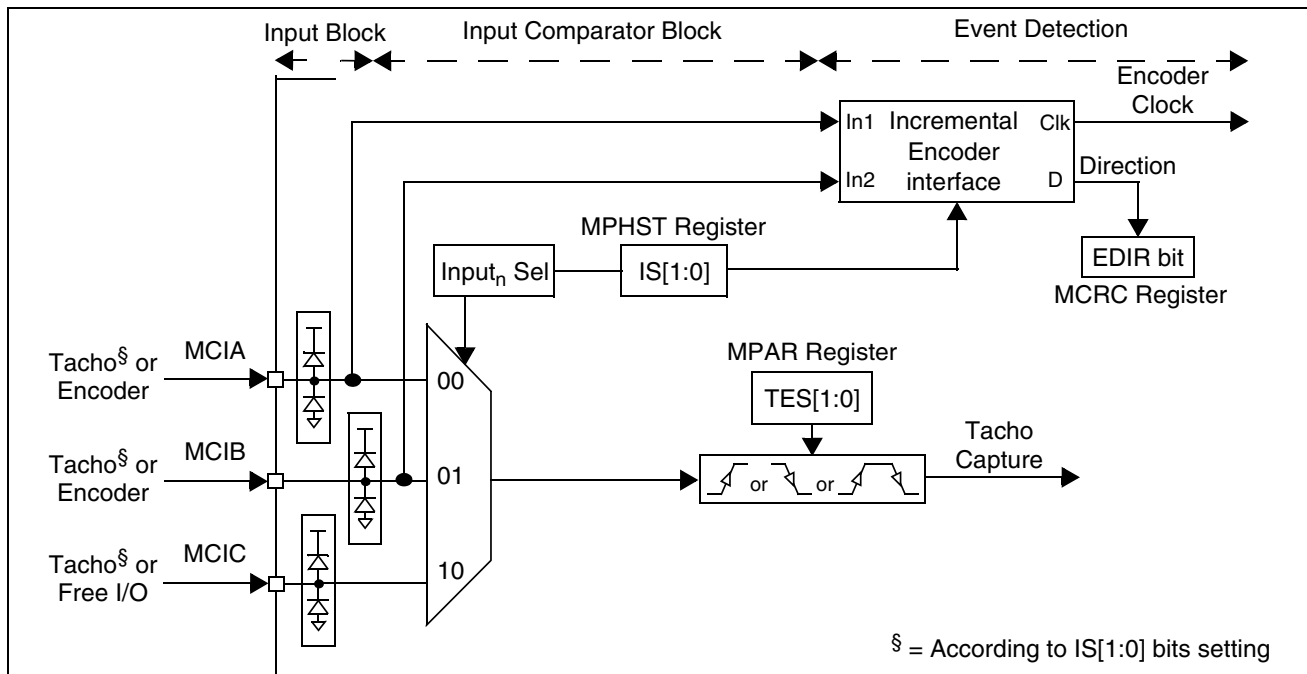 Input Block
Input Comparator Block
Event Detection
Encoder
Clock
In1
Incremental
Clk
Encoder
In2
interface
D
Direction
MPHST Register
Inputn Sel
IS[1:0]
EDIR bit
MCRC Register
Tacho§ or
Encoder
MCIA
00
MPAR Register
TES[1:0]
Tacho§ or
Encoder
MCIB
01
or
or
Tacho
Capture
Tacho§ or
Free I/O
MCIC
10
§ = According to IS[1:0] bits setting